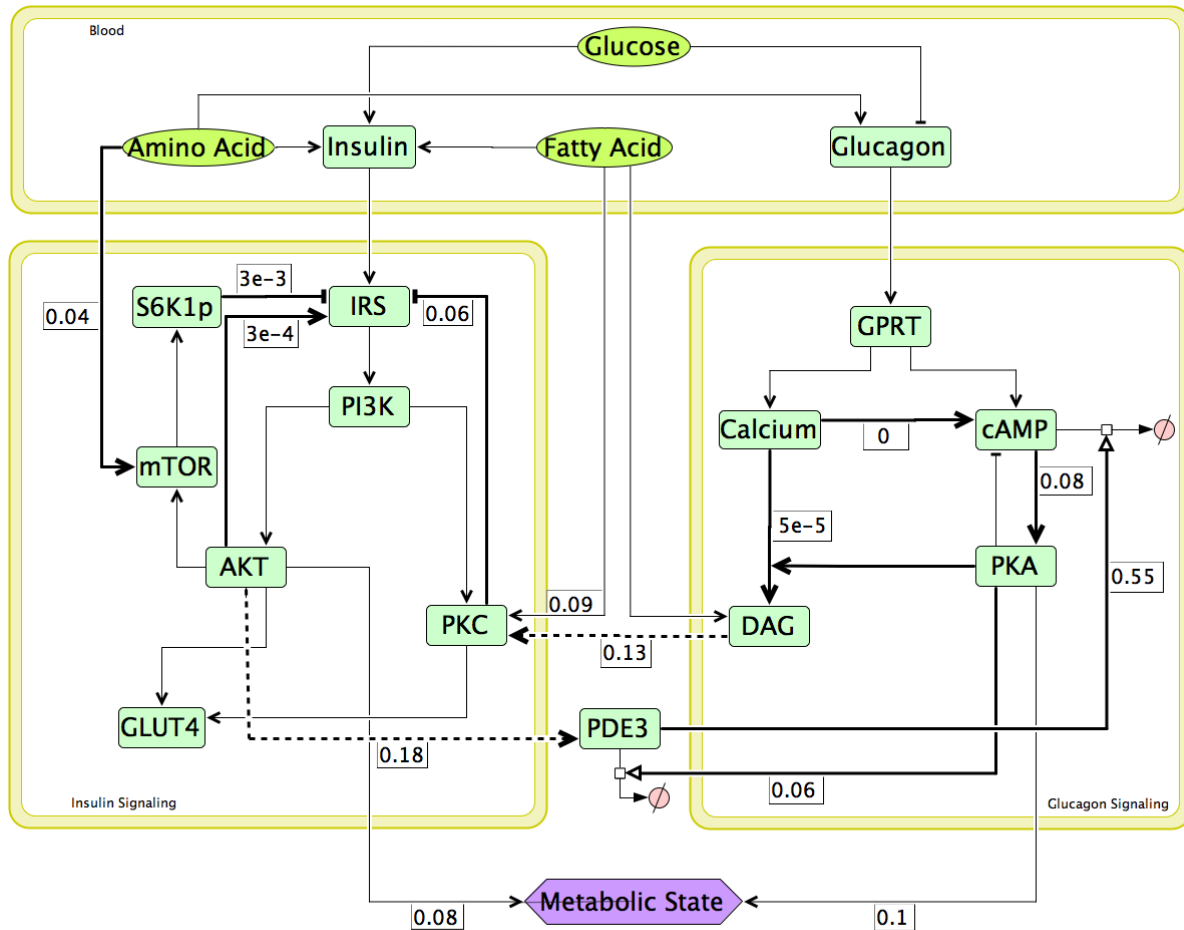 Blood
Glucose
Amino Acid
Insulin
Fatty Acid
Glucagon
S6K1p
3e-3
IRS
0.06
0.04
3e-4
GPRT
PI3K
Calcium
0
cAMP
mTOR
0.08
5e-5
AKT
PKA
0.55
0.09
PKC
DAG
0.13
GLUT4
PDE3
0.18
0.06
Insulin Signaling
Glucagon Signaling
Metabolic State
0.08
0.1